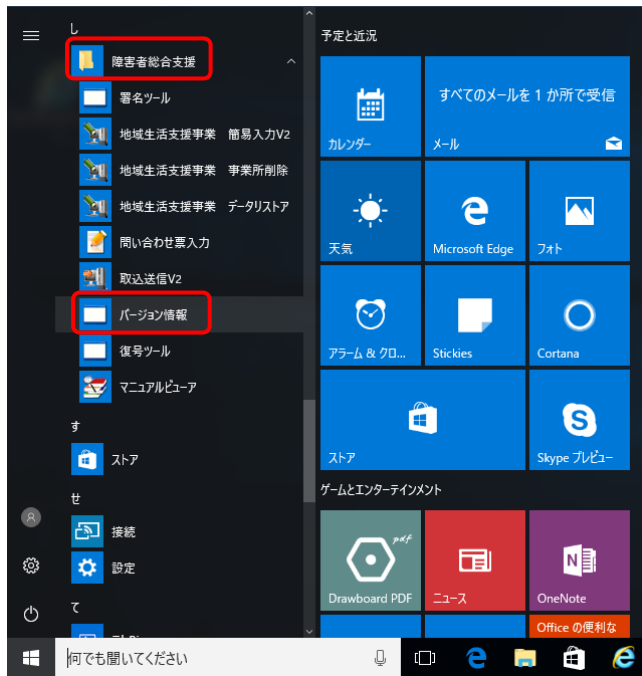 し
障害者総合支援
署名ツール
地域生活支援事業 簡易入力V2
地域生活支援事業 事業所削除
地域生活支援事業 データリストア
問い合わせ票入力
取込送信V2
バージョン情報
復号ツール
マニュアルビューア
す
ストア
せ
接続
設定
て
予定と近況
カレンダー
すべてのメールを 1 か所で受信
メール
天気
Microsoft Edge
フォト
アラーム & クロ...
Stickies
Cortana
ストア
Skype プレビュー
ゲームとエンターテインメント
pdf
Drawboard PDF
ニュース
OneNote
Office の便利な
何でも聞いてください